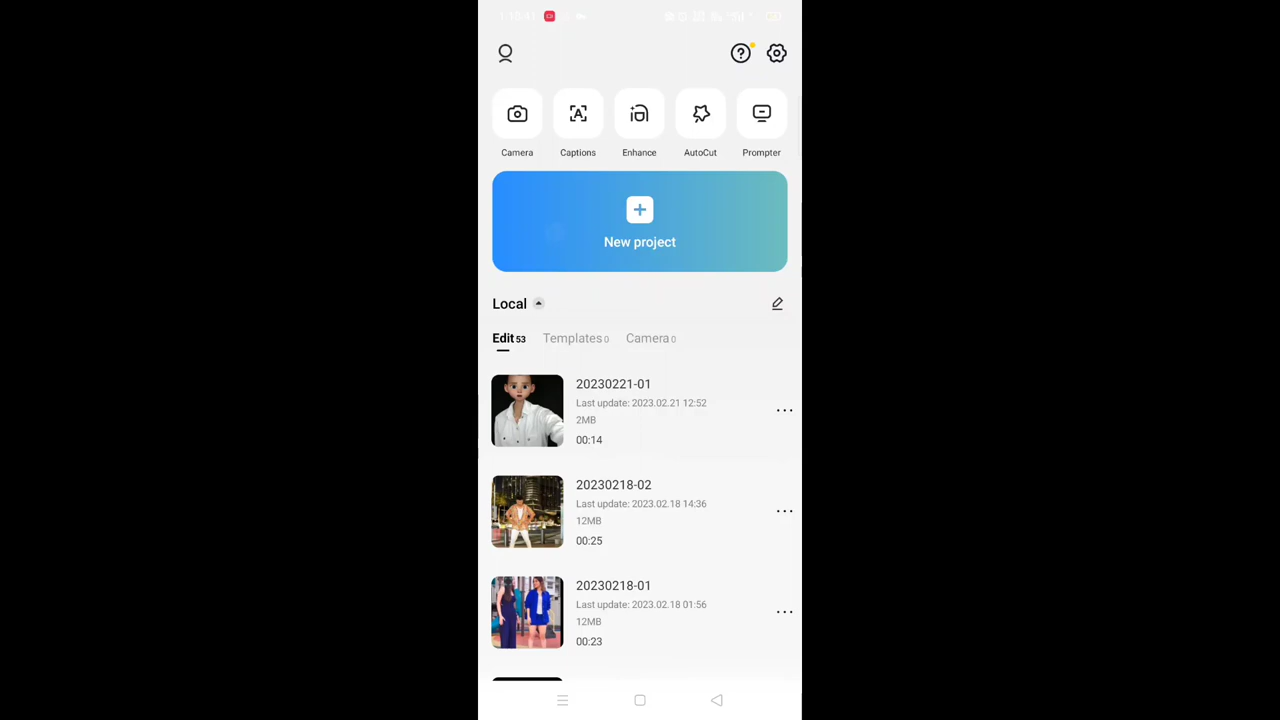 Camera
Captions
Enhance
AutoCut
Prompter
New project
Local
Edit 53
Templates 0
Camera 0
20230221-01
Last update: 2023.02.21 12:52
2MB
00:14
20230218-02
Last update: 2023.02.18 14:36
12MB
00:25
20230218-01
Last update: 2023.02.18 01:56
12MB
00:23